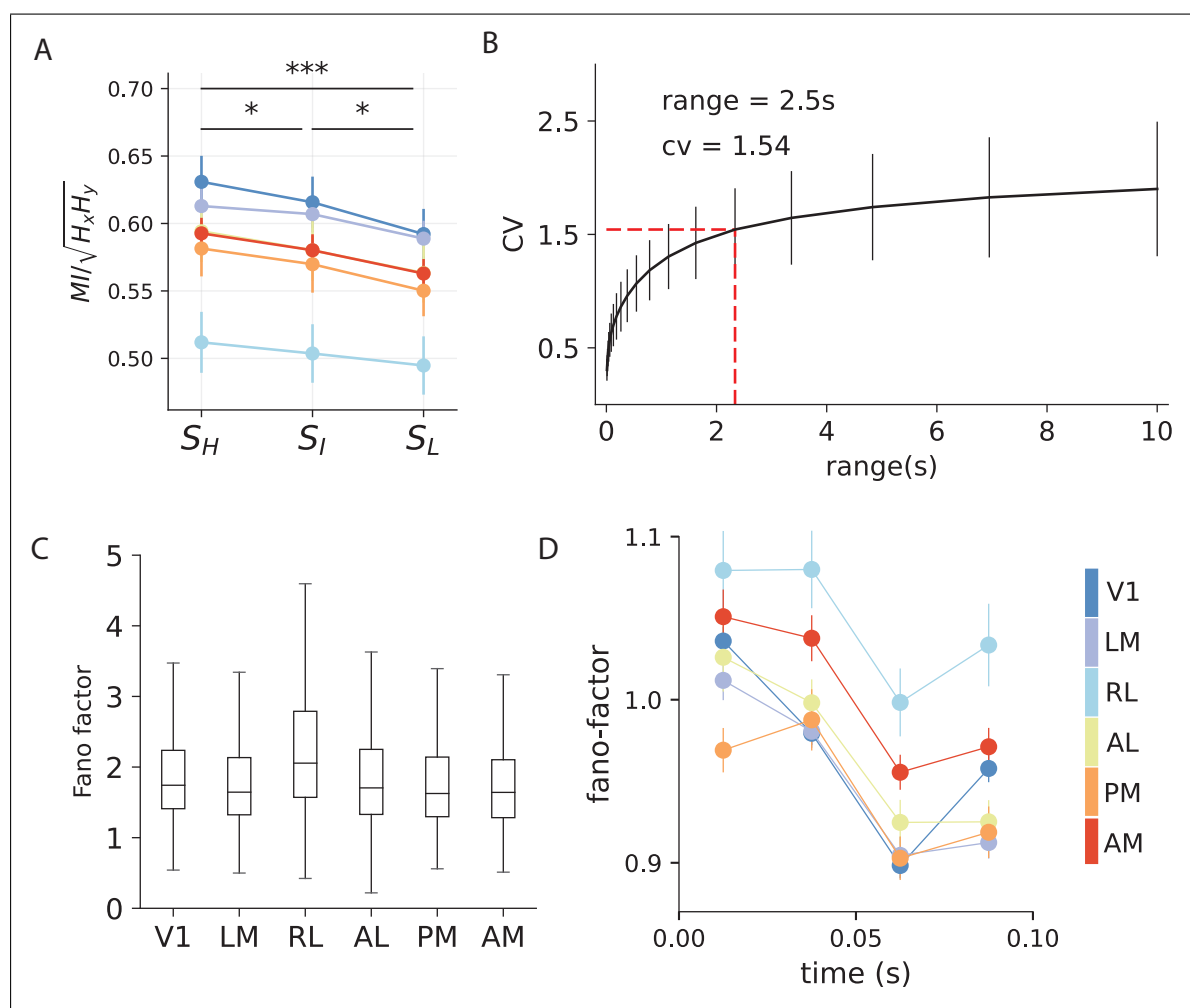 A
***
*
*
0.70
0.65
0.60
0.55
0.50
MI/√HxHy
SH
SI
SL
B
range = 2.5s
cv = 1.54
2.5
1.5
0.5
CV
0
2
4
6
8
10
range(s)
C
5
4
3
2
1
0
Fano factor
V1
LM
RL
AL
PM
AM
D
1.1
1.0
0.9
fano-factor
0.00
0.05
0.10
time (s)
V1
LM
RL
AL
PM
AM